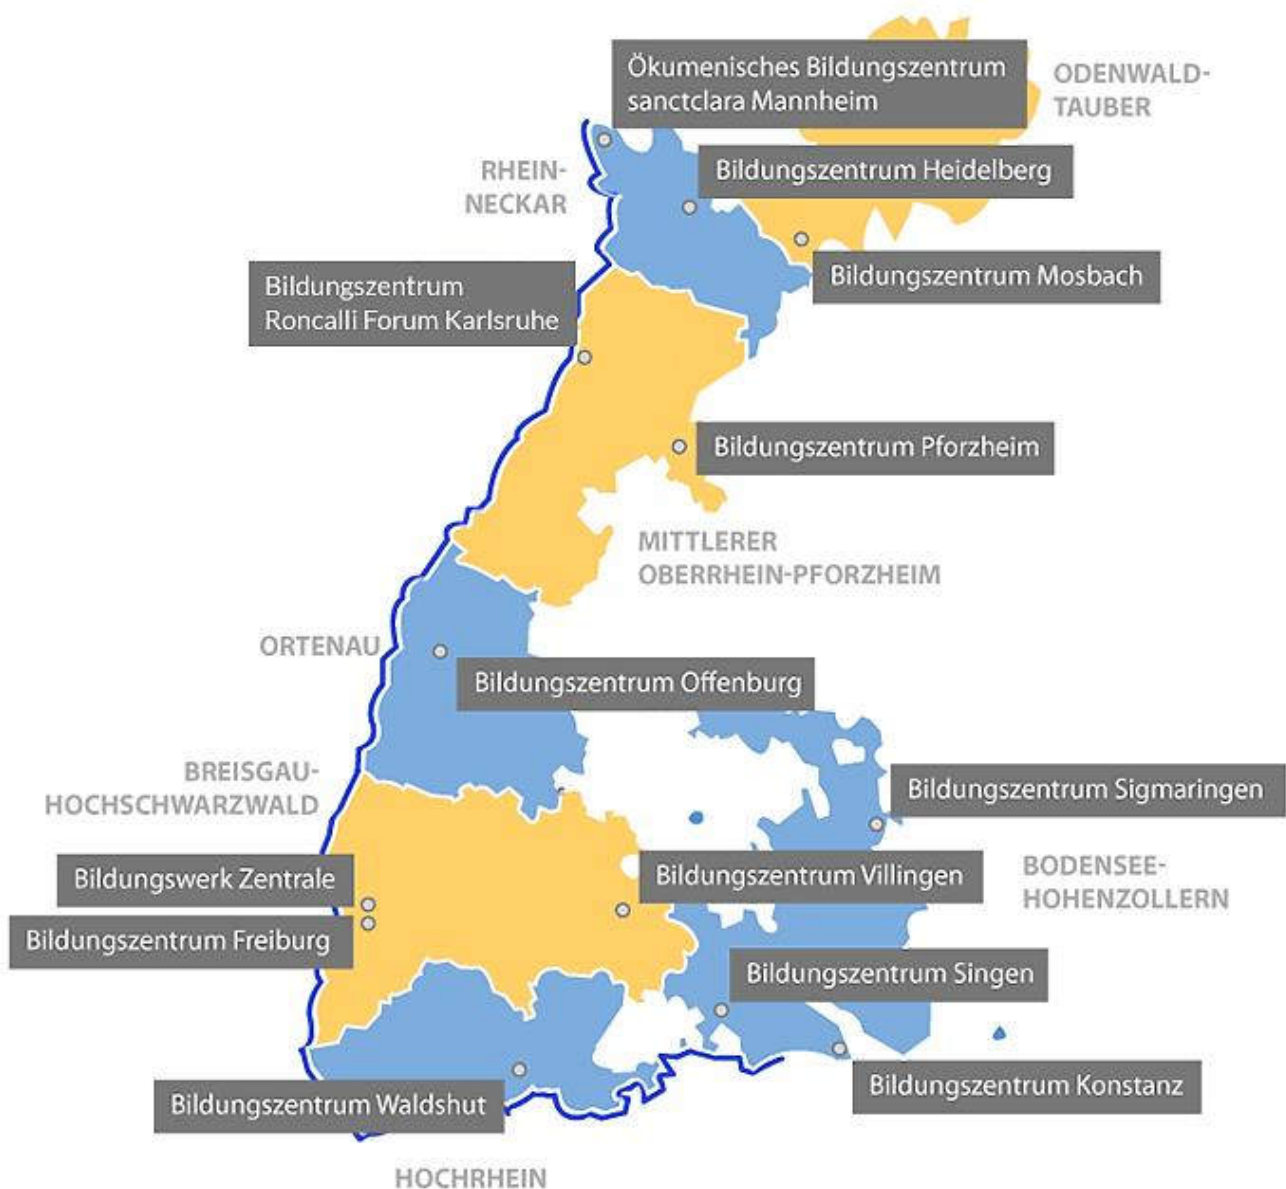 Ökumenisches Bildungszentrum
sanctclara Mannheim
ODENWALD-
TAUBER
Bildungszentrum Heidelberg
RHEIN-
NECKAR
Bildungszentrum Mosbach
Bildungszentrum
Roncalli Forum Karlsruhe
Bildungszentrum Pforzheim
MITTLERER
OBERRHEIN-PFORZHEIM
ORTENAU
Bildungszentrum Offenburg
BREISGAU-
HOCHSCHWARZWALD
Bildungszentrum Sigmaringen
Bildungswerk Zentrale
Bildungszentrum Villingen
BODENSEE-
HOHENZOLLERN
Bildungszentrum Freiburg
Bildungszentrum Singen
Bildungszentrum Konstanz
Bildungszentrum Waldshut
HOCHRHEIN